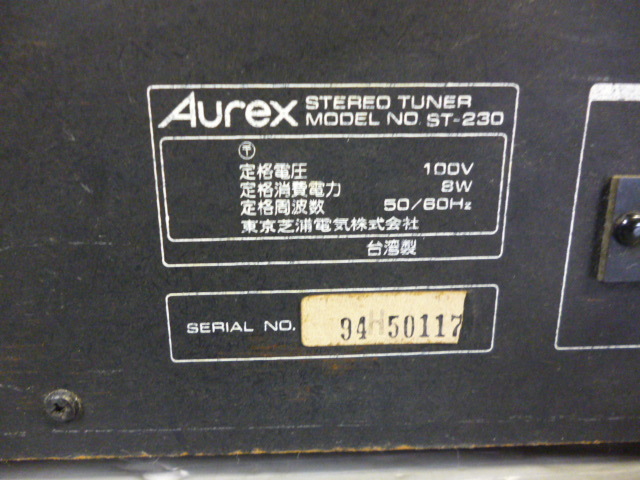 Aurex STEREO TUNER
MODEL NO. ST-230
〒
定格電圧 100V
定格消費電力 8W
定格周波数 50/60Hz
東京芝浦電気株式会社
台湾製
SERIAL NO. 94H50117